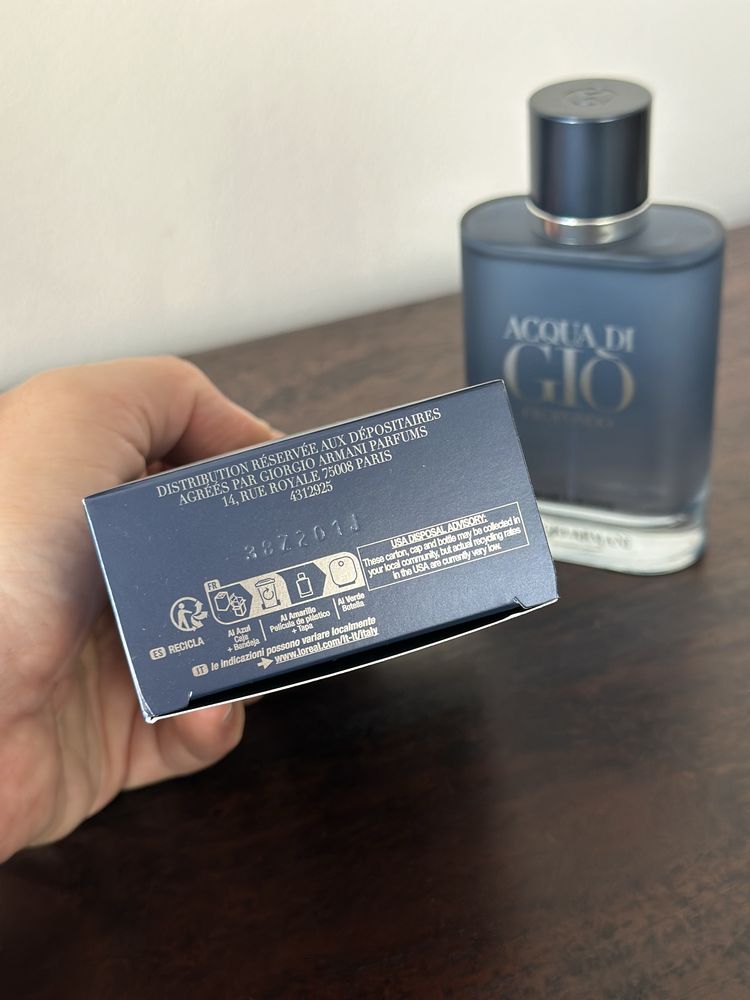 ACQUA DI
GIÒ
PROFONDO
DISTRIBUTION RÉSERVÉE AUX DÉPOSITAIRES
AGRÉÉS PAR GIORGIO ARMANI PARFUMS
14, RUE ROYALE 75008 PARIS
4312925
38Z201J
USA DISPOSAL ADVISORY:
These carton, cap and bottle may be collected in
your local community, but actual recycling rates
in the USA are currently very low.
FR
Al Azul
Caja
+ Bandeja
Al Amarillo
Película de plástico
+ Tapa
Al Verde
Botella
ES RECICLA
IT le Indicazioni possono variare localmente
www.loreal.com/it-it/italy